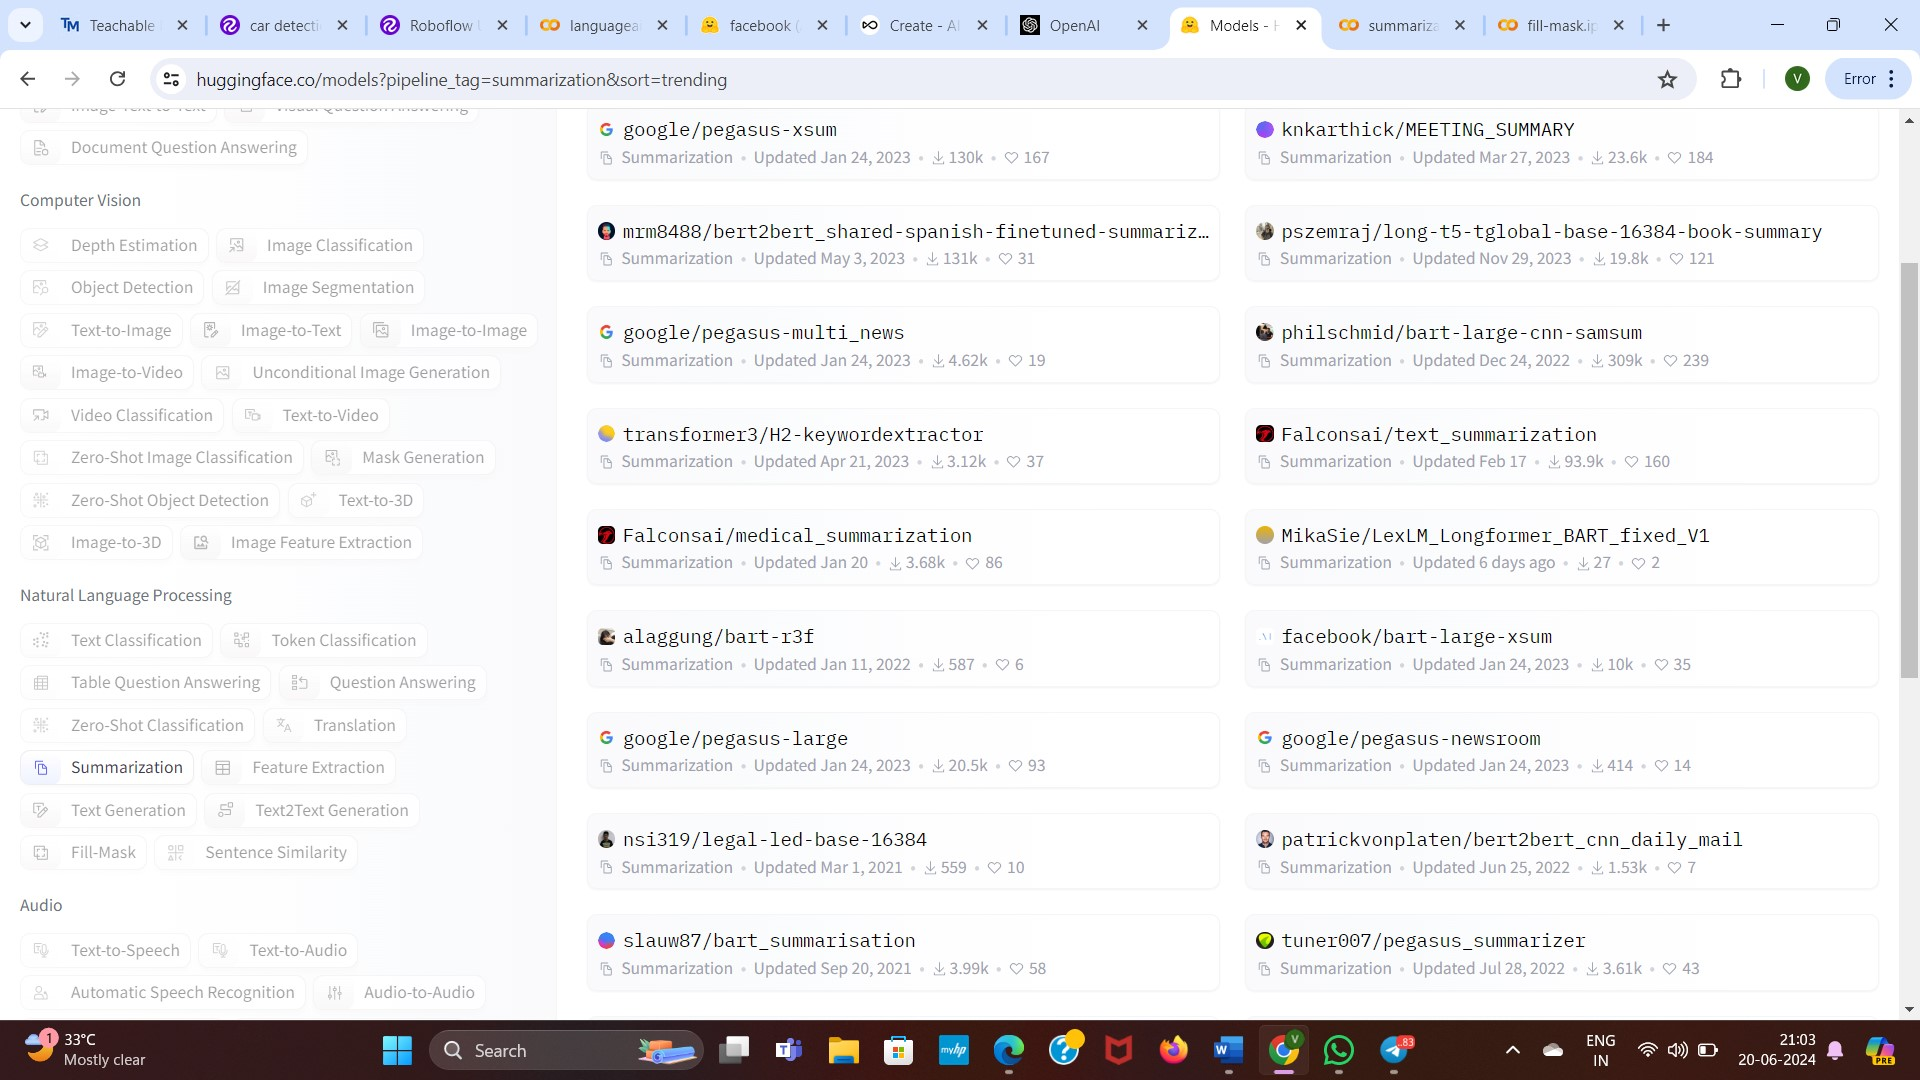 Teachable
car detecti
Roboflow
languagear
facebook (
Create - AI
OpenAI
Models - H
summariza
fill-mask.ip
huggingface.co/models?pipeline_tag=summarization&sort=trending
V
Error
Image-Text-to-Text
Visual Question Answering
Document Question Answering
Computer Vision
Depth Estimation
Image Classification
Object Detection
Image Segmentation
Text-to-Image
Image-to-Text
Image-to-Image
Image-to-Video
Unconditional Image Generation
Video Classification
Text-to-Video
Zero-Shot Image Classification
Mask Generation
Zero-Shot Object Detection
Text-to-3D
Image-to-3D
Image Feature Extraction
Natural Language Processing
Text Classification
Token Classification
Table Question Answering
Question Answering
Zero-Shot Classification
Translation
Summarization
Feature Extraction
Text Generation
Text2Text Generation
Fill-Mask
Sentence Similarity
Audio
Text-to-Speech
Text-to-Audio
Automatic Speech Recognition
Audio-to-Audio
google/pegasus-xsum
Summarization • Updated Jan 24, 2023 • 130k • 167
knkarthick/MEETING_SUMMARY
Summarization • Updated Mar 27, 2023 • 23.6k • 184
mrm8488/bert2bert_shared-spanish-finetuned-summariz…
Summarization • Updated May 3, 2023 • 131k • 31
pszemraj/long-t5-tglobal-base-16384-book-summary
Summarization • Updated Nov 29, 2023 • 19.8k • 121
google/pegasus-multi_news
Summarization • Updated Jan 24, 2023 • 4.62k • 19
philschmid/bart-large-cnn-samsum
Summarization • Updated Dec 24, 2022 • 309k • 239
transformer3/H2-keywordextractor
Summarization • Updated Apr 21, 2023 • 3.12k • 37
Falconsai/text_summarization
Summarization • Updated Feb 17 • 93.9k • 160
Falconsai/medical_summarization
Summarization • Updated Jan 20 • 3.68k • 86
MikaSie/LexLM_Longformer_BART_fixed_V1
Summarization • Updated 6 days ago • 27 • 2
alaggung/bart-r3f
Summarization • Updated Jan 11, 2022 • 587 • 6
facebook/bart-large-xsum
Summarization • Updated Jan 24, 2023 • 10k • 35
google/pegasus-large
Summarization • Updated Jan 24, 2023 • 20.5k • 93
google/pegasus-newsroom
Summarization • Updated Jan 24, 2023 • 414 • 14
nsi319/legal-led-base-16384
Summarization • Updated Mar 1, 2021 • 559 • 10
patrickvonplaten/bert2bert_cnn_daily_mail
Summarization • Updated Jun 25, 2022 • 1.53k • 7
slauw87/bart_summarisation
Summarization • Updated Sep 20, 2021 • 3.99k • 58
tuner007/pegasus_summarizer
Summarization • Updated Jul 28, 2022 • 3.61k • 43
1
33°C
Mostly clear
Search
myhp
V
83
ENG
IN
21:03
20-06-2024
PRE